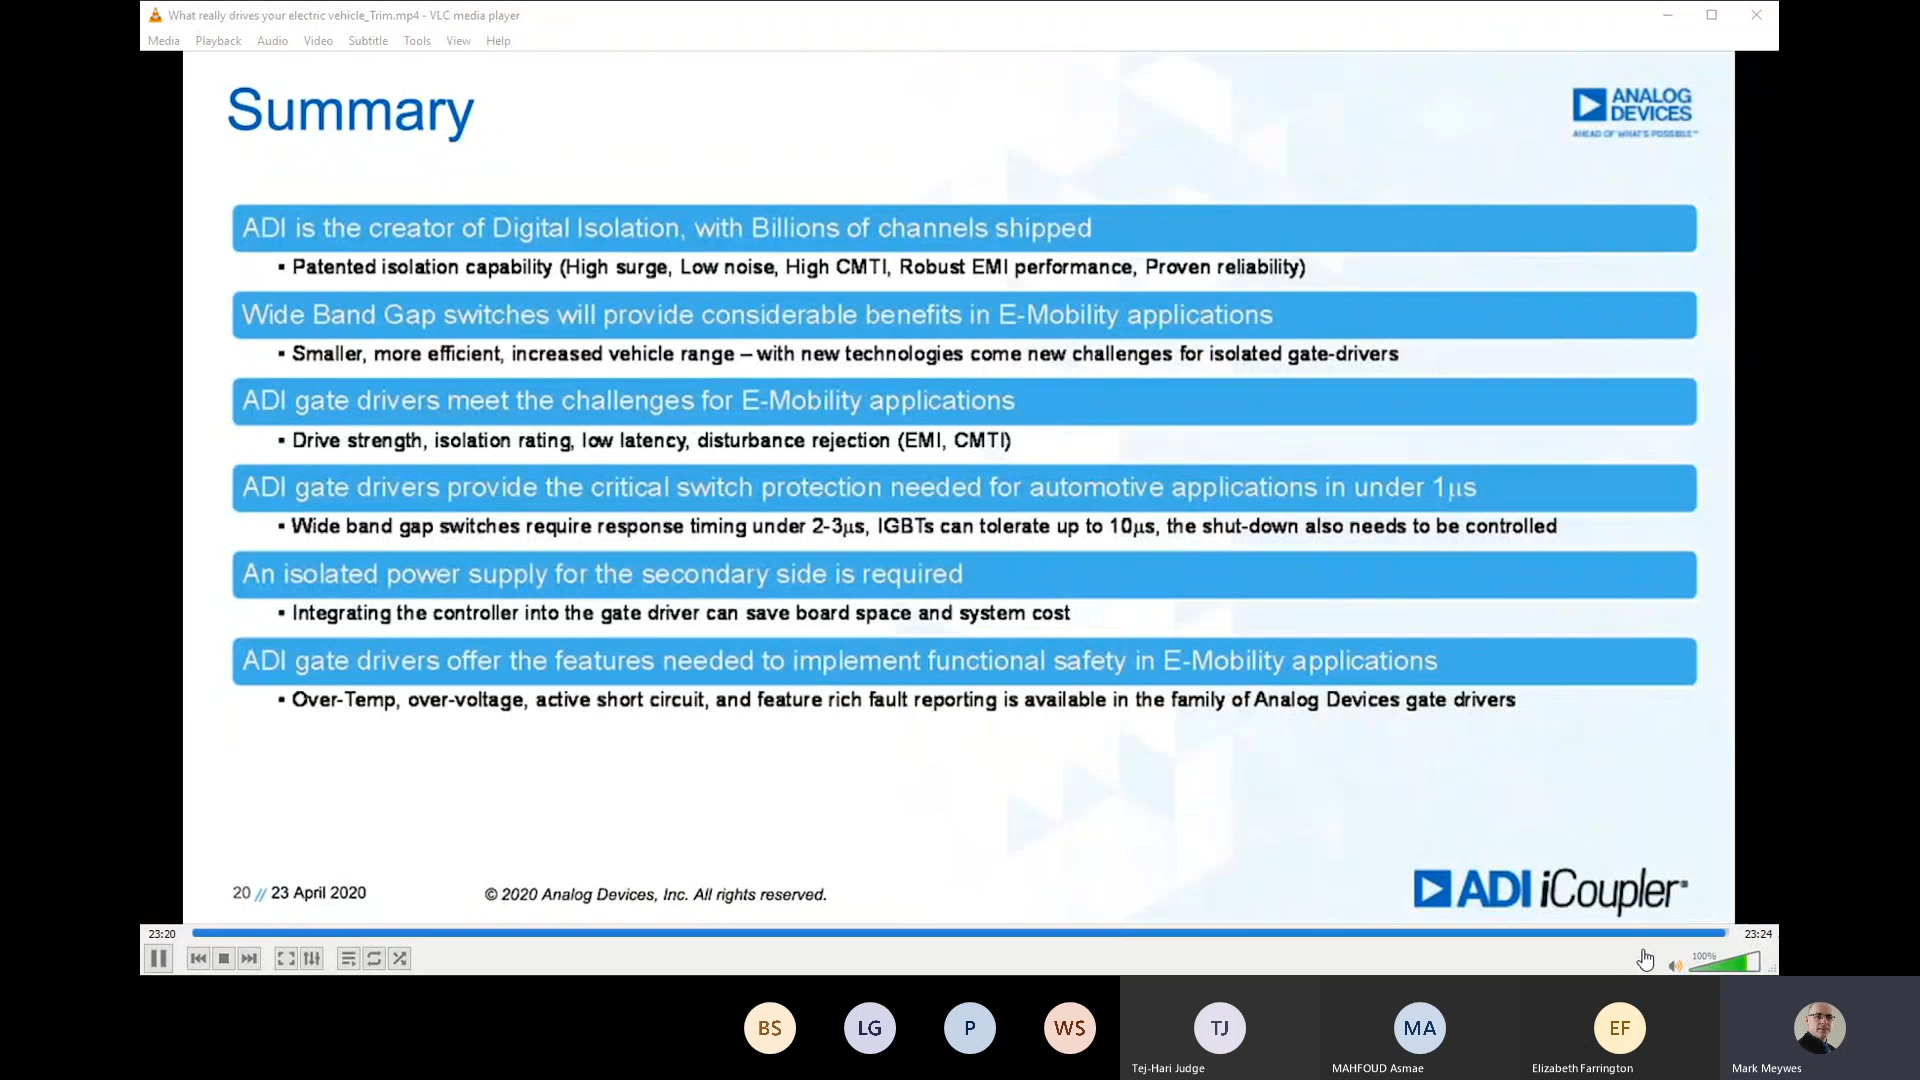 What really drives your electric vehicle_Trim.mp4 - VLC media player
Media Playback Audio Video Subtitle Tools View Help
Summary
ANALOG
DEVICES
AHEAD OF WHAT'S POSSIBLE™
ADI is the creator of Digital Isolation, with Billions of channels shipped
▪ Patented isolation capability (High surge, Low noise, High CMTI, Robust EMI performance, Proven reliability)
Wide Band Gap switches will provide considerable benefits in E-Mobility applications
▪ Smaller, more efficient, increased vehicle range – with new technologies come new challenges for isolated gate-drivers
ADI gate drivers meet the challenges for E-Mobility applications
▪ Drive strength, isolation rating, low latency, disturbance rejection (EMI, CMTI)
ADI gate drivers provide the critical switch protection needed for automotive applications in under 1µs
▪ Wide band gap switches require response timing under 2-3µs, IGBTs can tolerate up to 10µs, the shut-down also needs to be controlled
An isolated power supply for the secondary side is required
▪ Integrating the controller into the gate driver can save board space and system cost
ADI gate drivers offer the features needed to implement functional safety in E-Mobility applications
▪ Over-Temp, over-voltage, active short circuit, and feature rich fault reporting is available in the family of Analog Devices gate drivers
20 // 23 April 2020
© 2020 Analog Devices, Inc. All rights reserved.
ADI iCoupler®
23:20
23:24
100%
BS LG P WS TJ MA EF
Tej-Hari Judge
MAHFOUD Asmae
Elizabeth Farrington
Mark Meywes